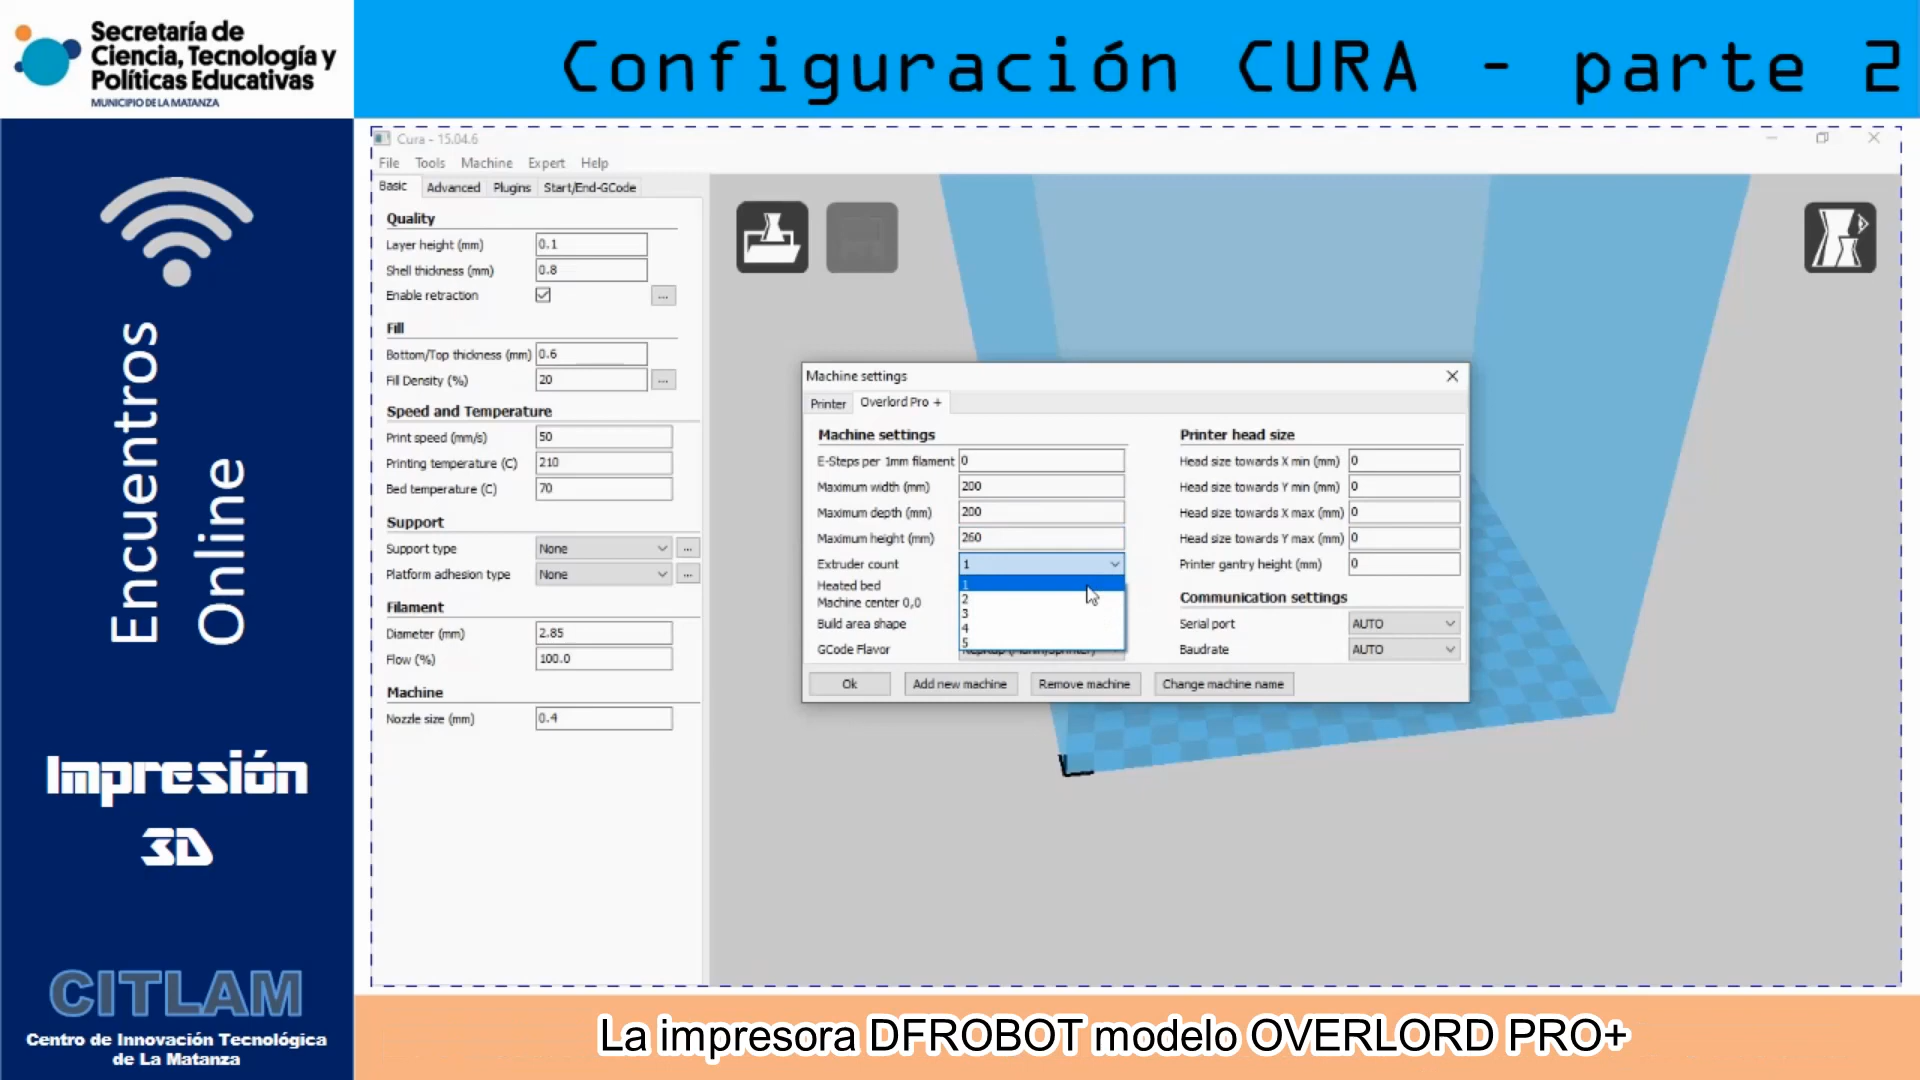 Secretaría de
Ciencia, Tecnología y
Políticas Educativas
MUNICIPIO DE LA MATANZA
Configuración CURA - parte 2
Encuentros
Online
Impresión
3D
CITLAM
Centro de Innovación Tecnológica
de La Matanza
Cura - 15.04.6
File Tools Machine Expert Help
Basic Advanced Plugins Start/End-GCode
Quality
Layer height (mm) 0.1
Shell thickness (mm) 0.8
Enable retraction ...
Fill
Bottom/Top thickness (mm) 0.6
Fill Density (%) 20 ...
Speed and Temperature
Print speed (mm/s) 50
Printing temperature (C) 210
Bed temperature (C) 70
Support
Support type None ...
Platform adhesion type None ...
Filament
Diameter (mm) 2.85
Flow (%) 100.0
Machine
Nozzle size (mm) 0.4
Machine settings
Printer Overlord Pro +
Machine settings
E-Steps per 1mm filament 0
Maximum width (mm) 200
Maximum depth (mm) 200
Maximum height (mm) 260
Extruder count 1
1
2
3
4
5
Heated bed
Machine center 0,0
Build area shape
GCode Flavor
Printer head size
Head size towards X min (mm) 0
Head size towards Y min (mm) 0
Head size towards X max (mm) 0
Head size towards Y max (mm) 0
Printer gantry height (mm) 0
Communication settings
Serial port AUTO
Baudrate AUTO
Ok Add new machine Remove machine Change machine name
La impresora DFROBOT modelo OVERLORD PRO+